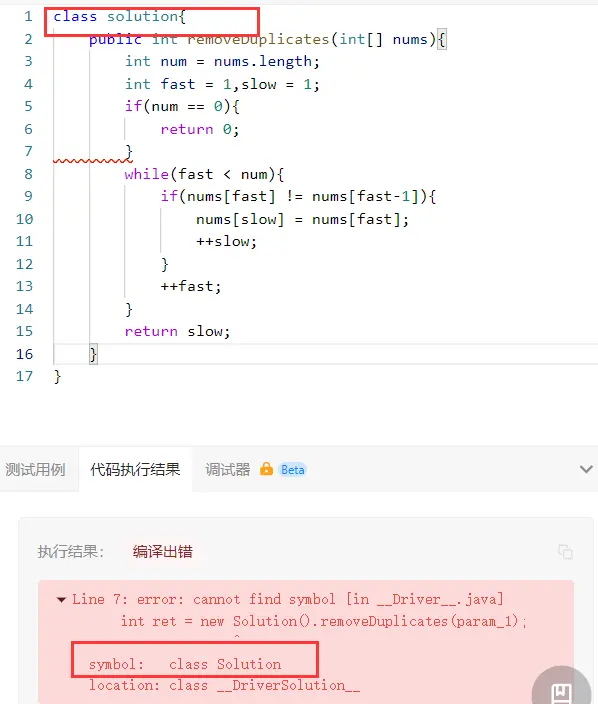 1 class solution{
2 public int removeDuplicates(int[] nums){
3 int num = nums.length;
4 int fast = 1,slow = 1;
5 if(num == 0){
6 return 0;
7 }
8 while(fast < num){
9 if(nums[fast] != nums[fast-1]){
10 nums[slow] = nums[fast];
11 ++slow;
12 }
13 ++fast;
14 }
15 return slow;
16 }
17 }
测试用例 代码执行结果 调试器 Beta
执行结果: 编译出错
Line 7: error: cannot find symbol [in __Driver__.java]
int ret = new Solution().removeDuplicates(param_1);
^
symbol: class Solution
location: class __DriverSolution__